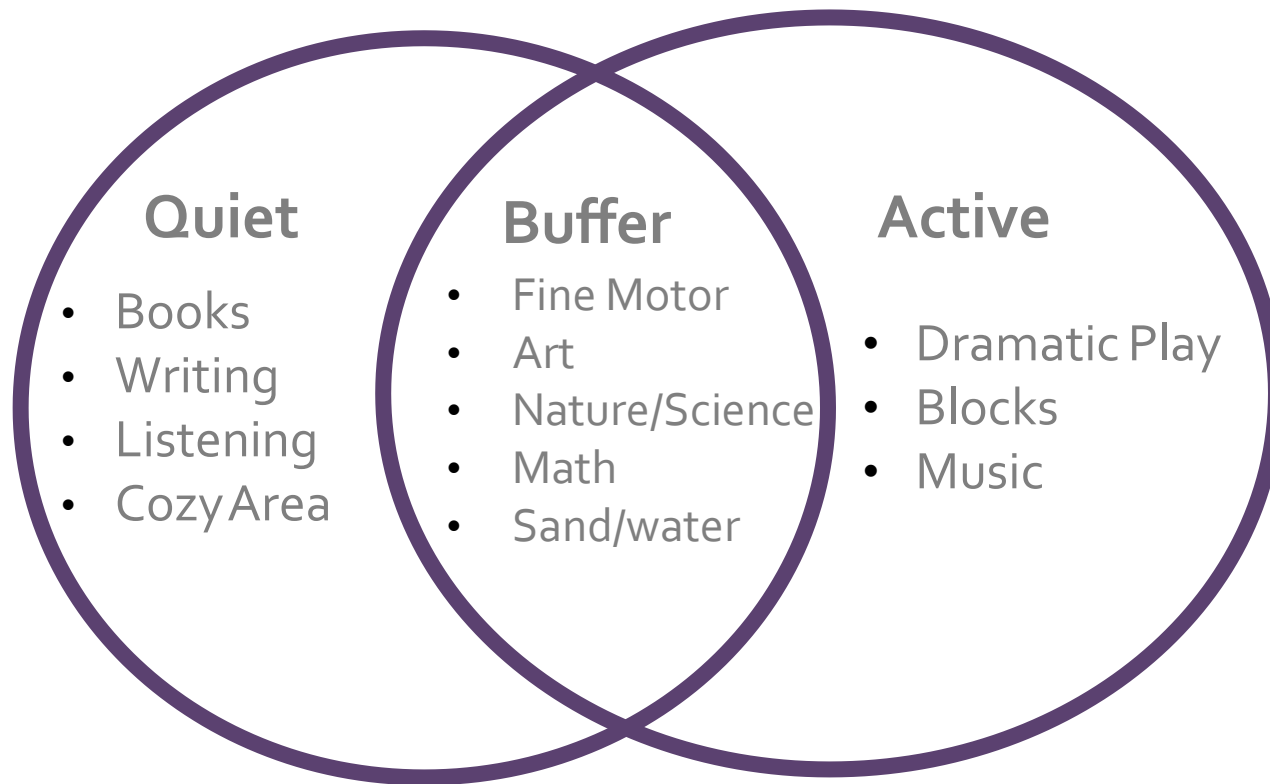 Quiet
• Books
• Writing
• Listening
• Cozy Area
Buffer
• Fine Motor
• Art
• Nature/Science
• Math
• Sand/water
Active
• Dramatic Play
• Blocks
• Music